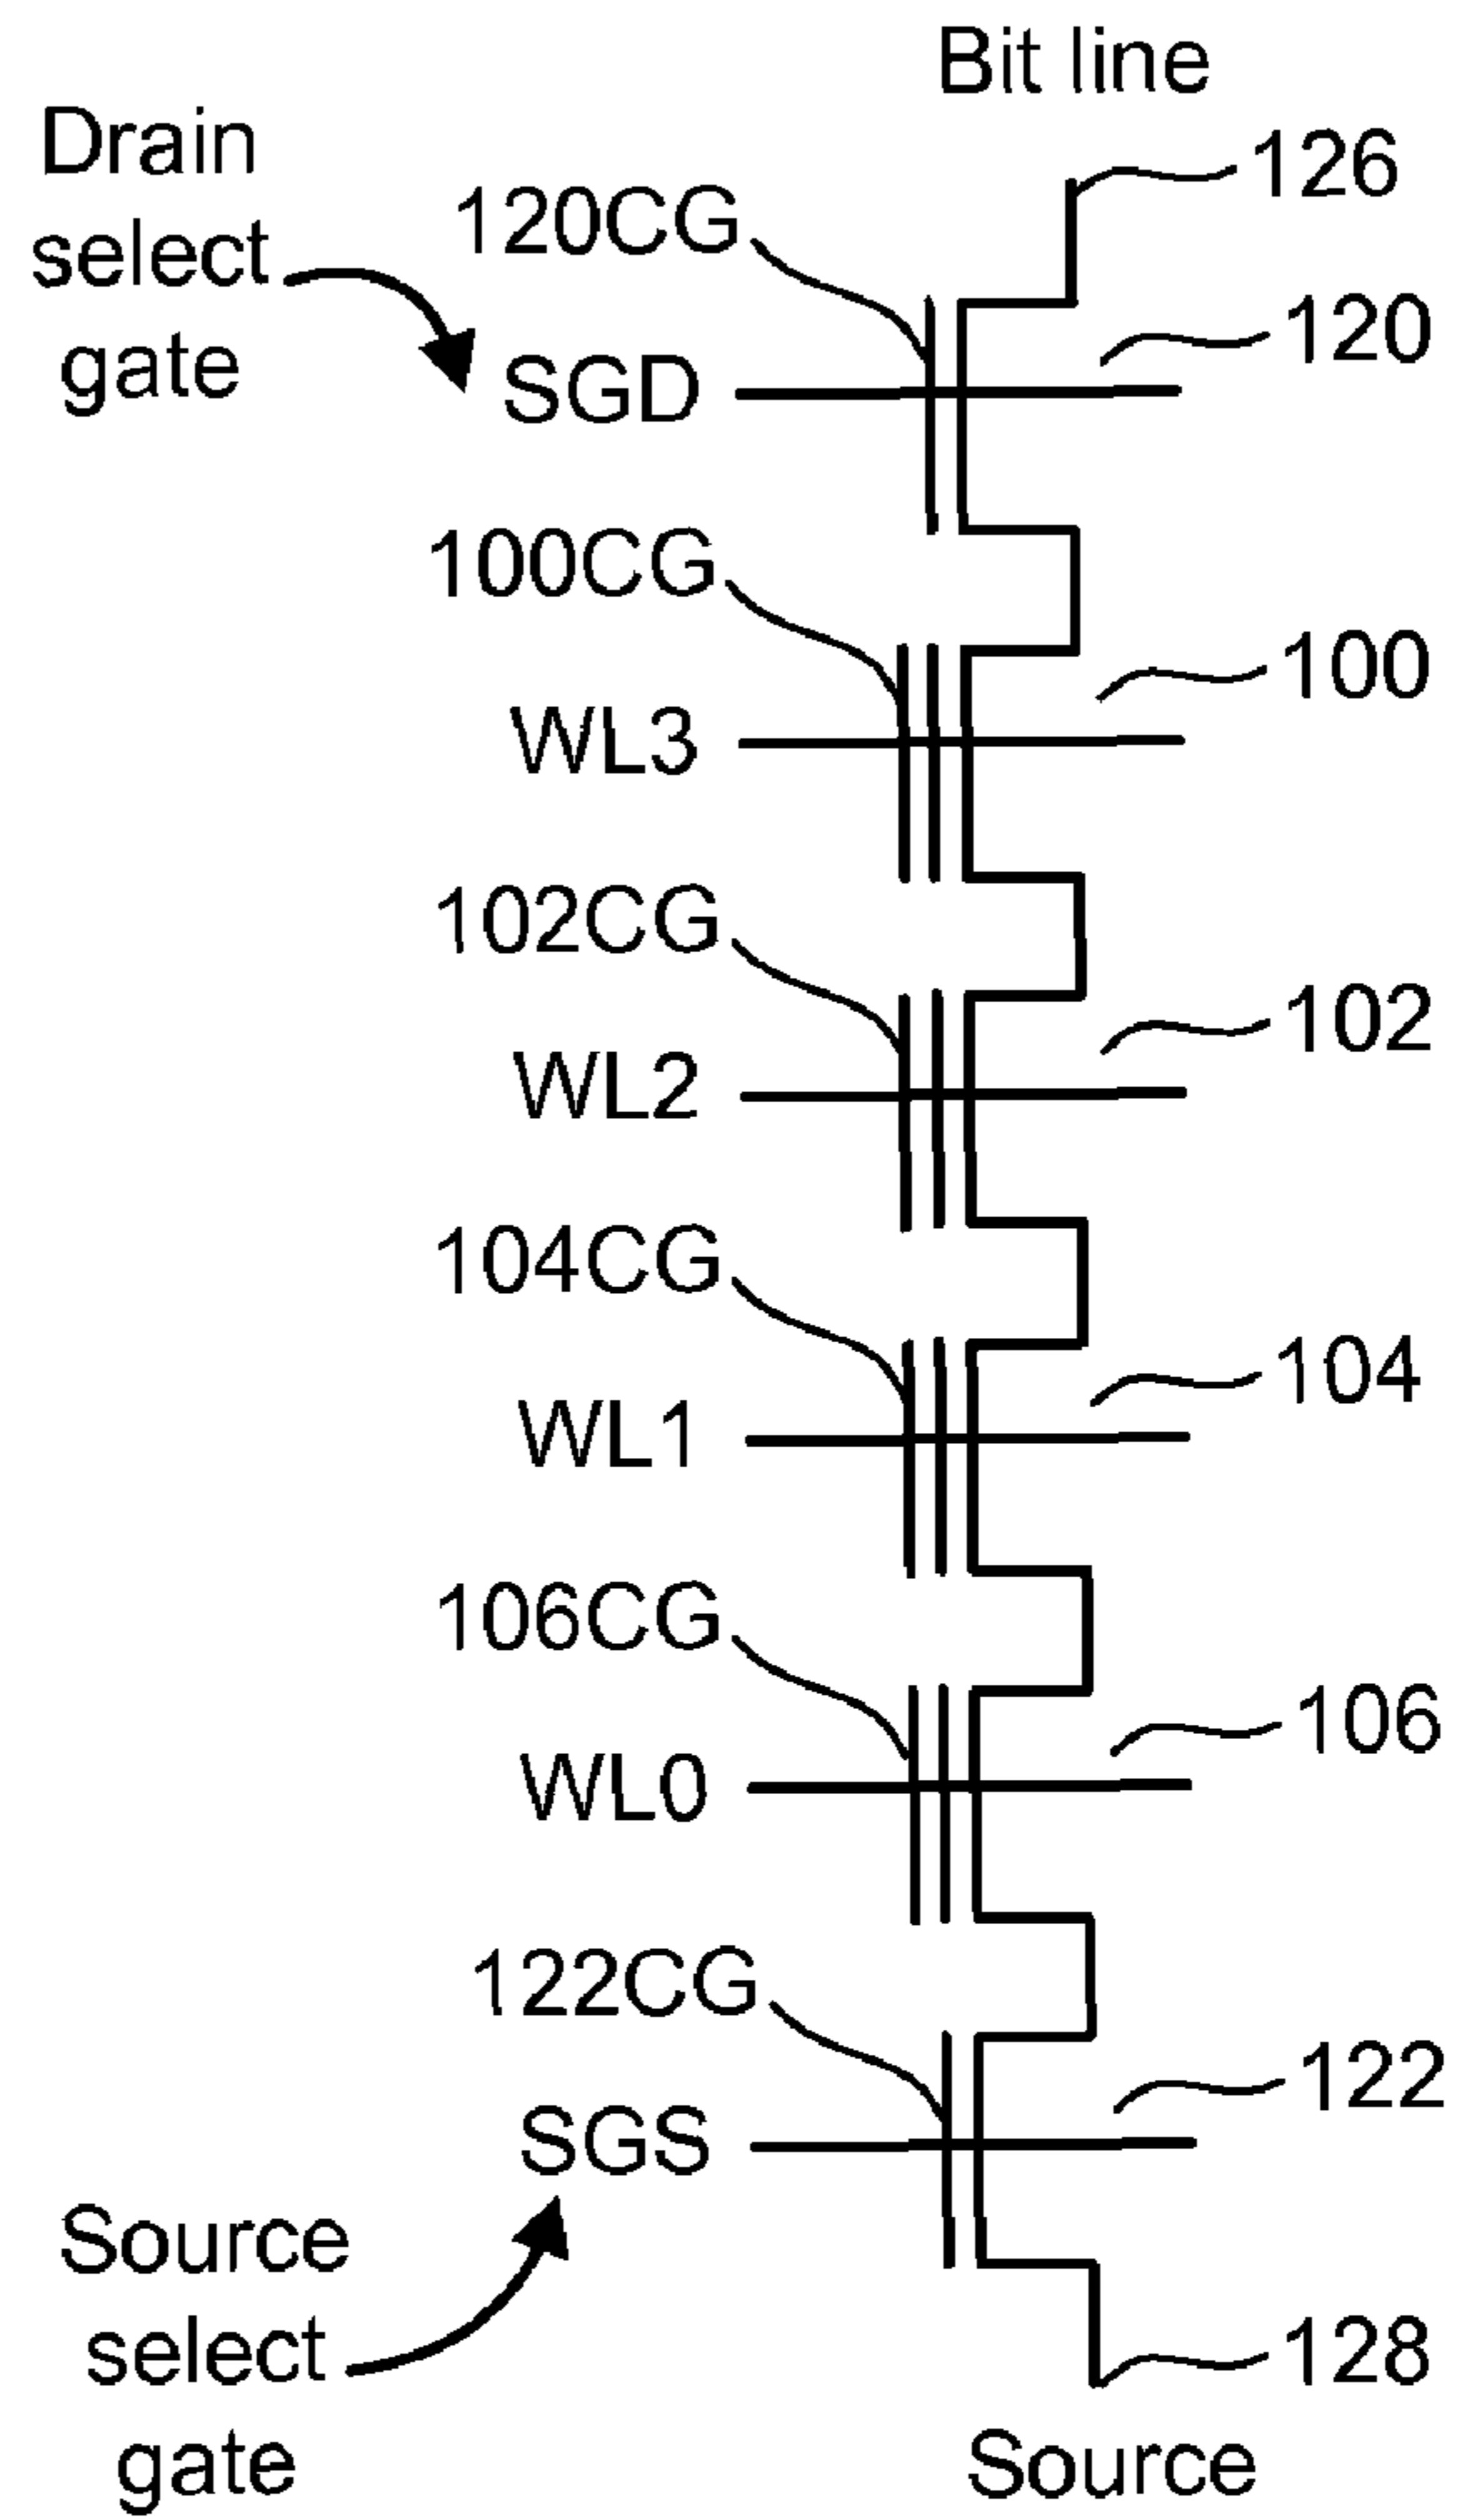 Bit line
126
Drain
select
gate
120CG
120
SGD
100CG
100
WL3
102CG
102
WL2
104CG
104
WL1
106CG
106
WL0
122CG
122
SGS
Source
select
gate
128
Source